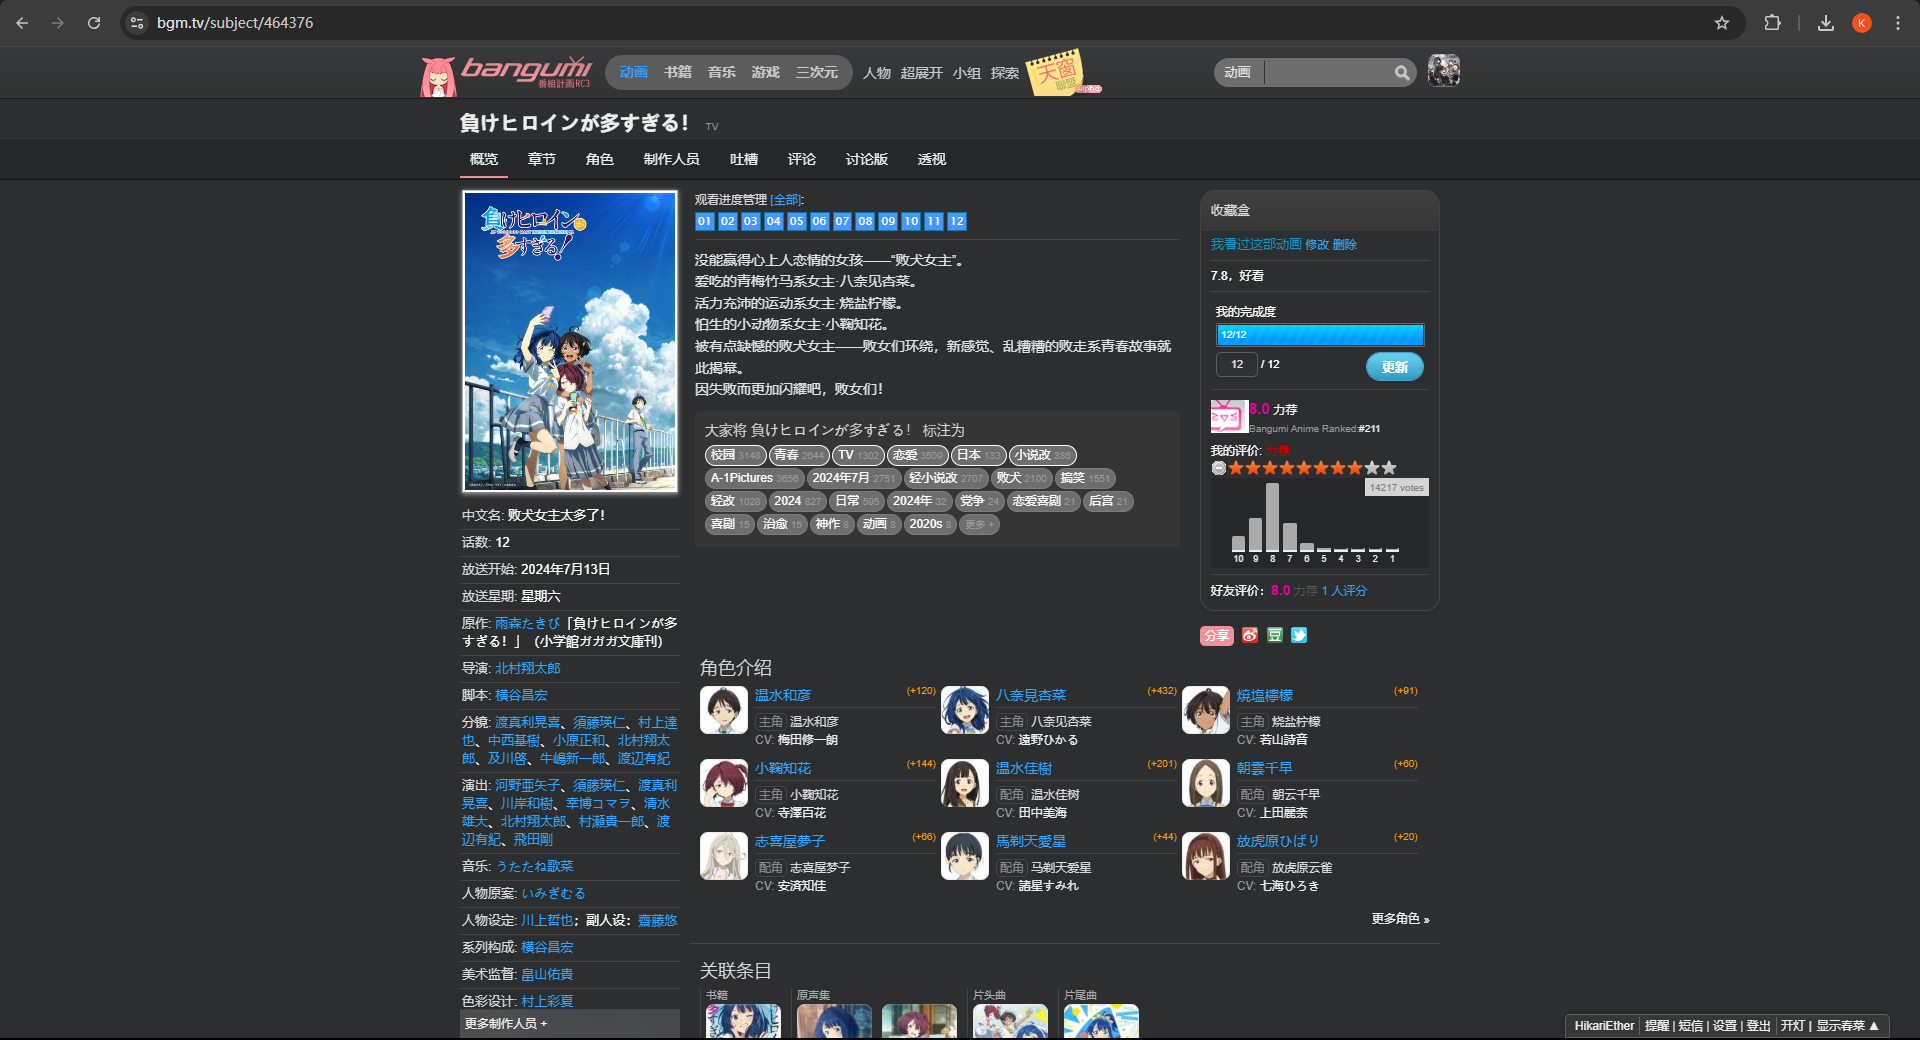 bgm.tv/subject/464376
K
bangumi
番組計画RC3
动画 书籍 音乐 游戏 三次元 人物 超展开 小组 探索
天窗
联盟
alpha
动画
負けヒロインが多すぎる！ TV
概览 章节 角色 制作人员 吐槽 评论 讨论版 透视
負けヒロインが
多すぎる！
中文名: 败犬女主太多了！
话数: 12
放送开始: 2024年7月13日
放送星期: 星期六
原作: 雨森たきび「負けヒロインが多
すぎる！」（小学館ガガガ文庫刊）
导演: 北村翔太郎
脚本: 横谷昌宏
分镜: 渡真利晃喜、須藤瑛仁、村上達
也、中西基樹、小原正和、北村翔太
郎、及川啓、牛嶋新一郎、渡辺有紀
演出: 河野亜矢子、須藤瑛仁、渡真利
晃喜、川岸和樹、幸博コマヲ、清水
雄大、北村翔太郎、村瀬貴一郎、渡
辺有紀、飛田剛
音乐: うたたね歌菜
人物原案: いみぎむる
人物设定: 川上哲也；副人设：齋藤悠
系列构成: 横谷昌宏
美术监督: 畠山佑貴
色彩设计: 村上彩夏
更多制作人员 +
观看进度管理 [全部]:
01 02 03 04 05 06 07 08 09 10 11 12
没能赢得心上人恋情的女孩——“败犬女主”。
爱吃的青梅竹马系女主·八奈见杏菜。
活力充沛的运动系女主·烧盐柠檬。
怕生的小动物系女主·小鞠知花。
被有点缺憾的败犬女主——败女们环绕，新感觉、乱糟糟的败走系青春故事就
此揭幕。
因失败而更加闪耀吧，败女们！
大家将 負けヒロインが多すぎる！ 标注为
校园 3148 青春 2644 TV 1302 恋爱 3509 日本 133 小说改 386
A-1Pictures 3656 2024年7月 2751 轻小说改 2707 败犬 2100 搞笑 1551
轻改 1028 2024 827 日常 595 2024年 32 党争 24 恋爱喜剧 21 后宫 21
喜剧 15 治愈 15 神作 8 动画 8 2020s 8 更多 +
收藏盒
我看过这部动画 修改 删除
7.8，好看
我的完成度
12/12
12 / 12 更新
8.0 力荐
Bangumi Anime Ranked:#211
我的评价: 力荐
14217 votes
10 9 8 7 6 5 4 3 2 1
好友评价： 8.0 力荐 1 人评分
分享 豆
角色介绍
温水和彦 (+120)
主角 温水和彦
CV: 梅田修一朗
八奈見杏菜 (+432)
主角 八奈见杏菜
CV: 遠野ひかる
焼塩檸檬 (+91)
主角 烧盐柠檬
CV: 若山詩音
小鞠知花 (+144)
主角 小鞠知花
CV: 寺澤百花
温水佳樹 (+201)
配角 温水佳树
CV: 田中美海
朝雲千早 (+60)
配角 朝云千早
CV: 上田麗奈
志喜屋夢子 (+66)
配角 志喜屋梦子
CV: 安済知佳
馬剃天愛星 (+44)
配角 马剃天爱星
CV: 諸星すみれ
放虎原ひばり (+20)
配角 放虎原云雀
CV: 七海ひろき
更多角色 »
关联条目
书籍 原声集 片头曲 片尾曲
HikariEther 提醒 | 短信 | 设置 | 登出 开灯 | 显示春菜 ▲